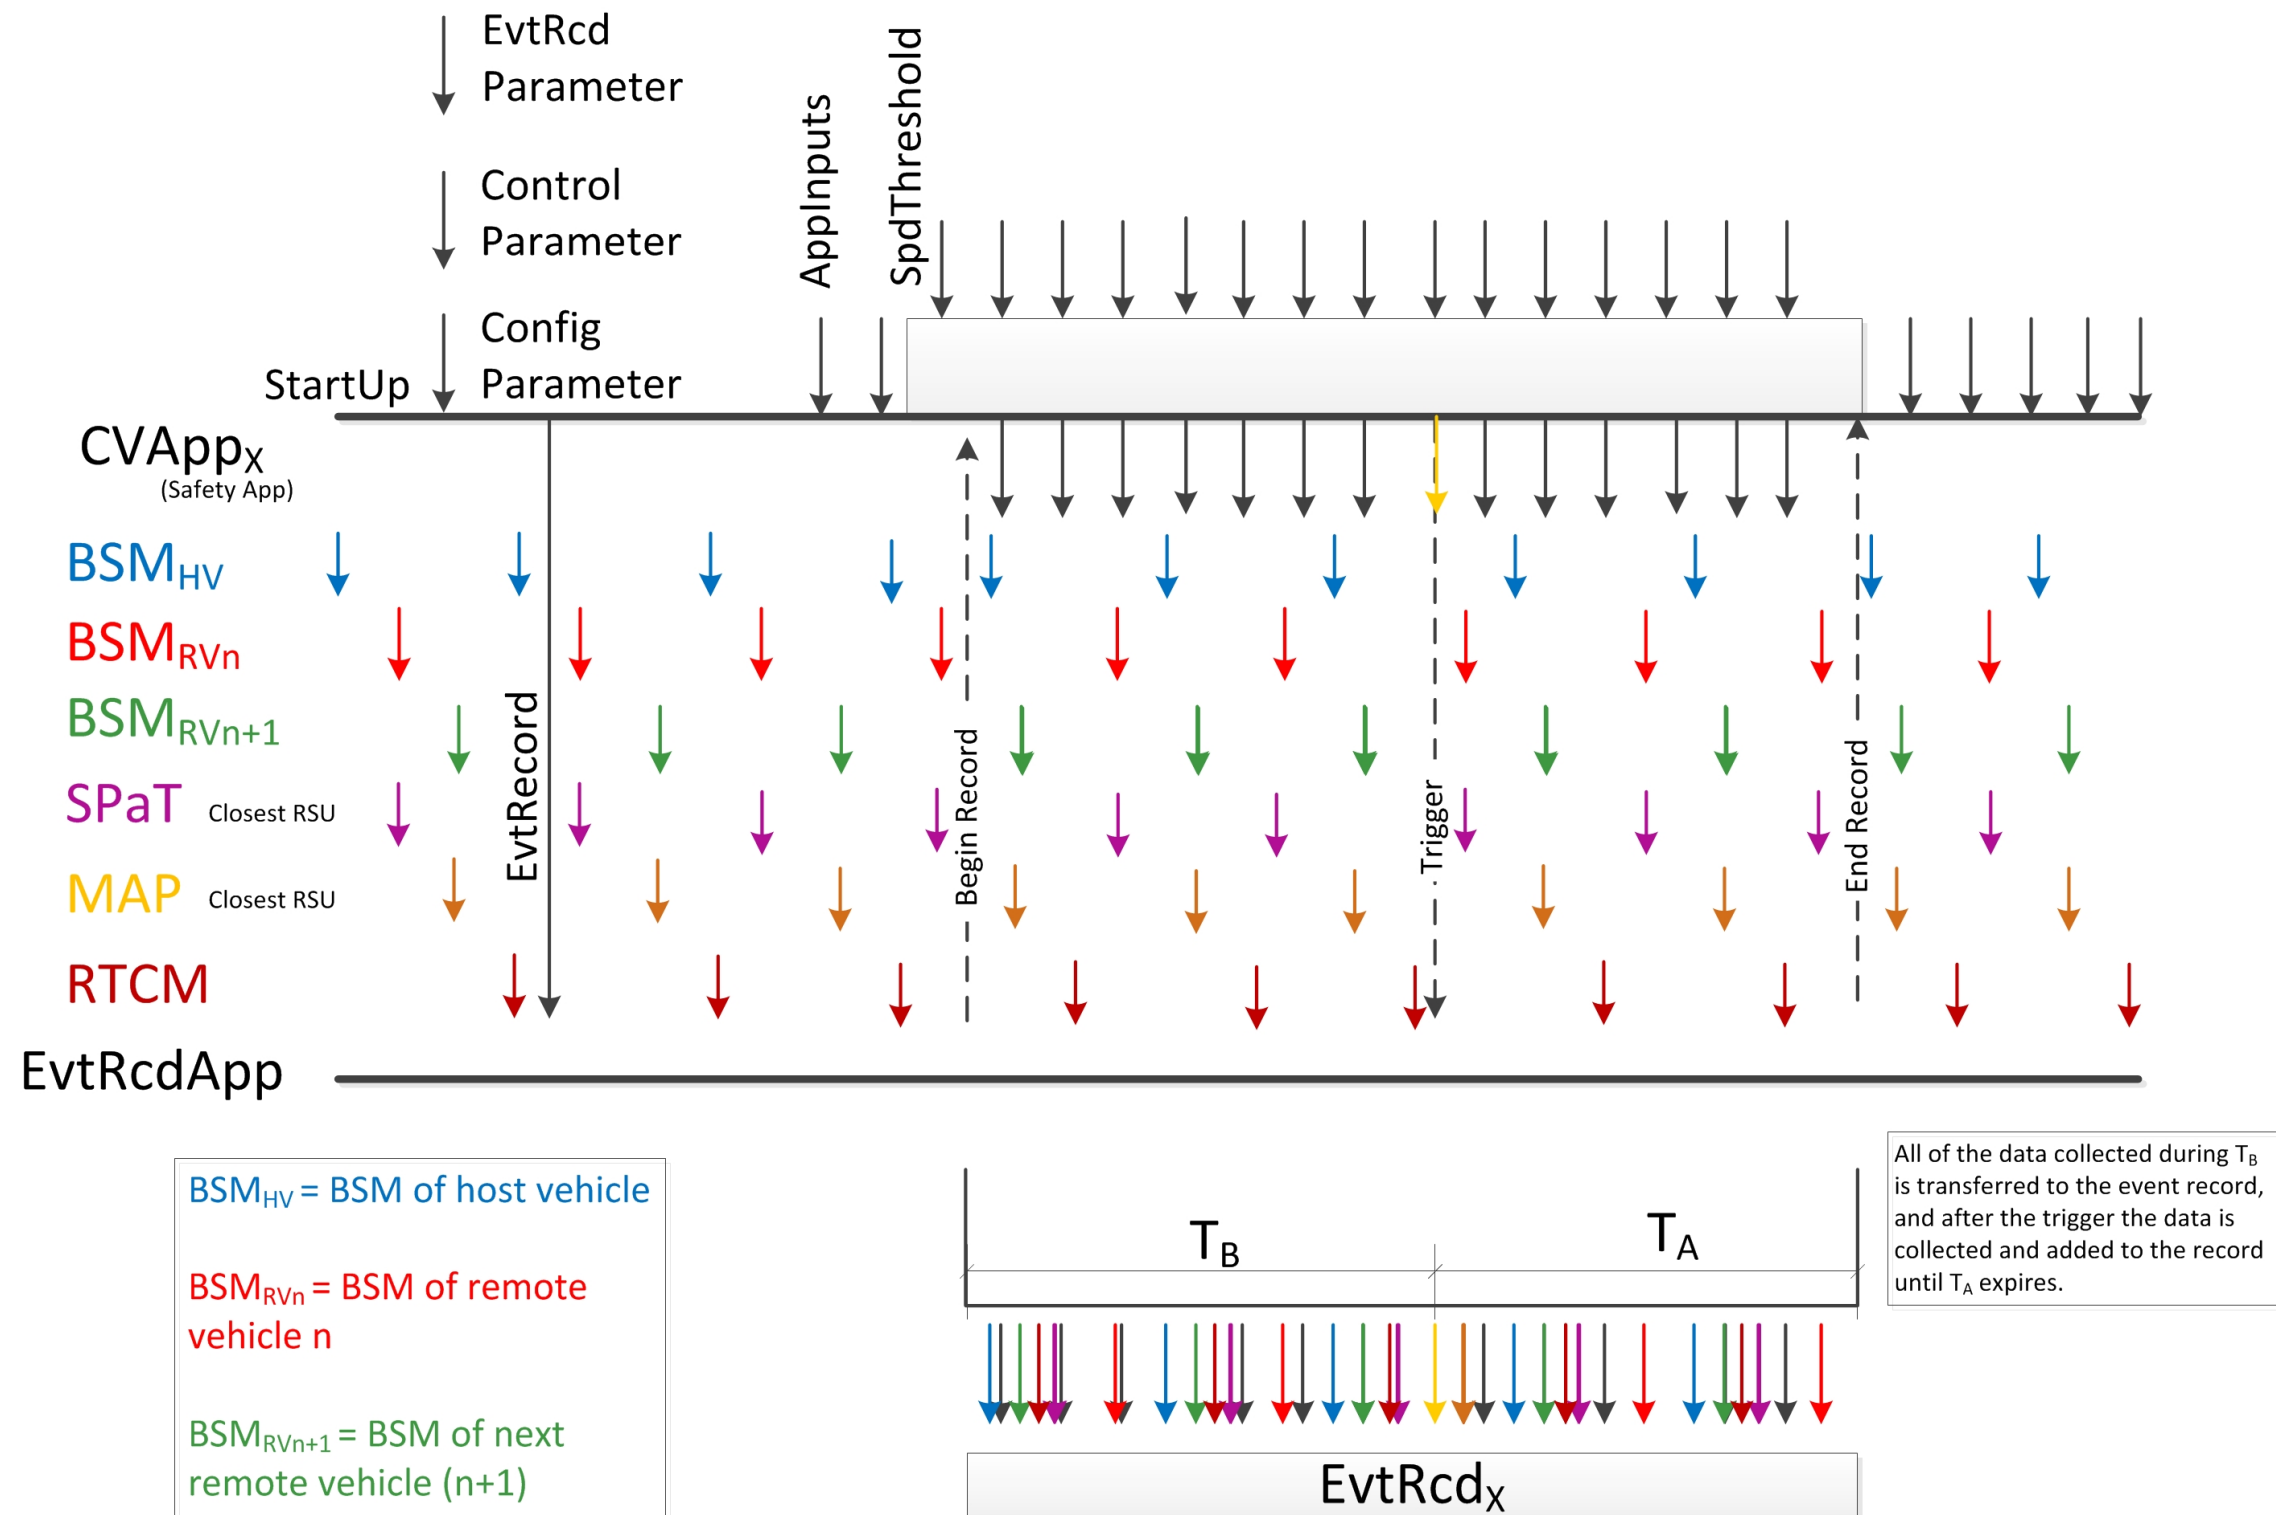 EvtRcd
Parameter
Control
Parameter
Config
Parameter
AppInputs
SpdThreshold
StartUp
CVAppX
(Safety App)
BSMHV
BSMRVn
BSMRVn+1
SPaT Closest RSU
MAP Closest RSU
RTCM
EvtRecord
Begin Record
Trigger
End Record
EvtRcdApp
BSMHV = BSM of host vehicle
BSMRVn = BSM of remote
vehicle n
BSMRVn+1 = BSM of next
remote vehicle (n+1)
TB
TA
All of the data collected during TB
is transferred to the event record,
and after the trigger the data is
collected and added to the record
until TA expires.
EvtRcdX